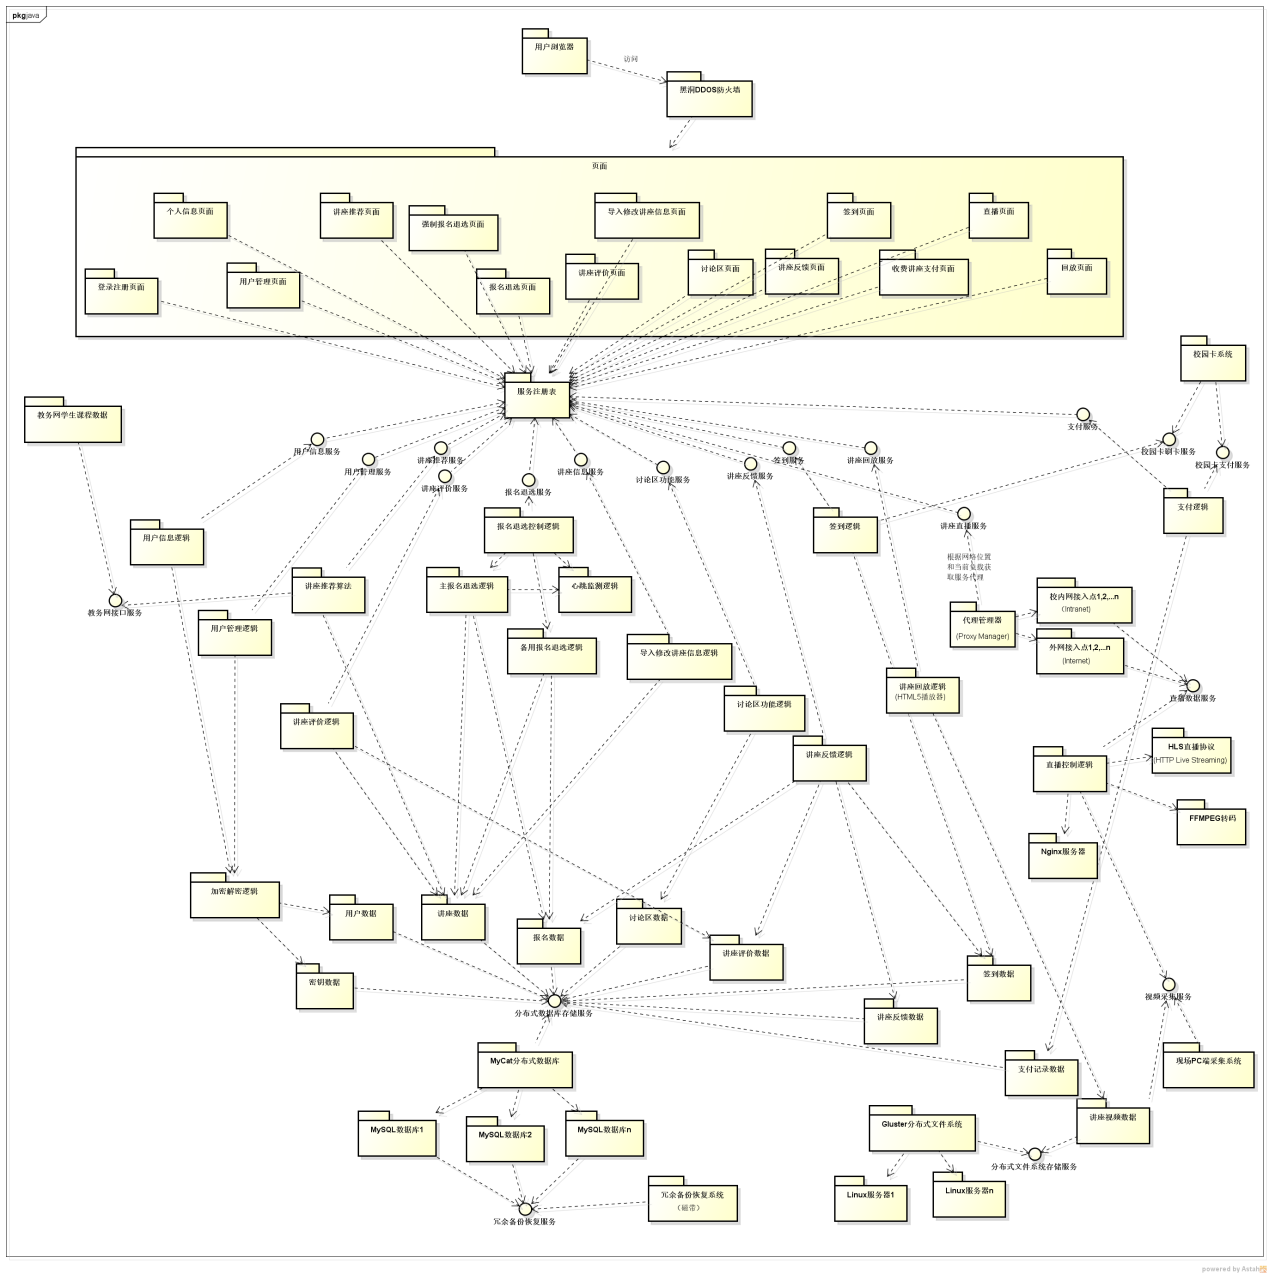 pkg java
用户浏览器
访问
黑洞DDOS防火墙
页面
个人信息页面
讲座推荐页面
强制报名退选页面
导入修改讲座信息页面
签到页面
直播页面
登录注册页面
用户管理页面
报名退选页面
讲座评价页面
讨论区页面
讲座反馈页面
收费讲座支付页面
回放页面
校园卡系统
服务注册表
教务网学生课程数据
支付服务
用户信息服务
用户管理服务
讲座推荐服务
讲座评价服务
报名退选服务
讲座信息服务
讨论区功能服务
讲座反馈服务
签到服务
讲座回放服务
校园卡刷卡服务
校园卡支付服务
讲座直播服务
用户信息逻辑
报名退选控制逻辑
签到逻辑
支付逻辑
根据网络位置
和当前负载获
取服务代理
教务网接口服务
讲座推荐算法
主报名退选逻辑
心跳监测逻辑
校内网接入点1,2,...n
(Intranet)
用户管理逻辑
备用报名退选逻辑
导入修改讲座信息逻辑
代理管理器
(Proxy Manager)
外网接入点1,2,...n
(Internet)
讲座回放逻辑
(HTML5播放器)
直播数据服务
讲座评价逻辑
讨论区功能逻辑
讲座反馈逻辑
直播控制逻辑
HLS直播协议
(HTTP Live Streaming)
FFMPEG转码
Nginx服务器
加密解密逻辑
用户数据
讲座数据
报名数据
讨论区数据
讲座评价数据
签到数据
密钥数据
分布式数据库存储服务
讲座反馈数据
视频采集服务
MyCat分布式数据库
支付记录数据
现场PC端采集系统
MySQL数据库1
MySQL数据库2
MySQL数据库n
Gluster分布式文件系统
讲座视频数据
分布式文件系统存储服务
冗余备份恢复系统
（磁带）
Linux服务器1
Linux服务器n
冗余备份恢复服务
powered by Astah